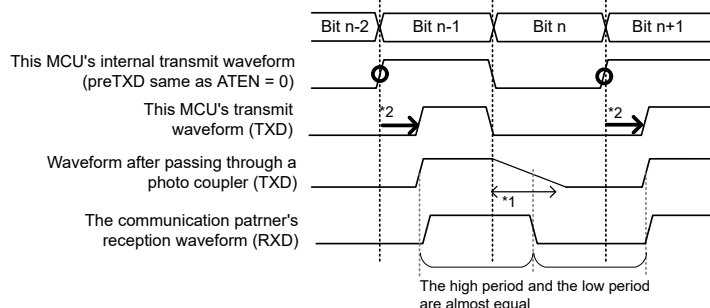 Bit n-2 Bit n-1 Bit n Bit n+1
This MCU's internal transmit waveform
(preTXD same as ATEN = 0)
This MCU's transmit
waveform (TXD)
*2 *2
Waveform after passing through a
photo coupler (TXD)
*1
The communication patrner's
reception waveform (RXD)
The high period and the low period
are almost equal